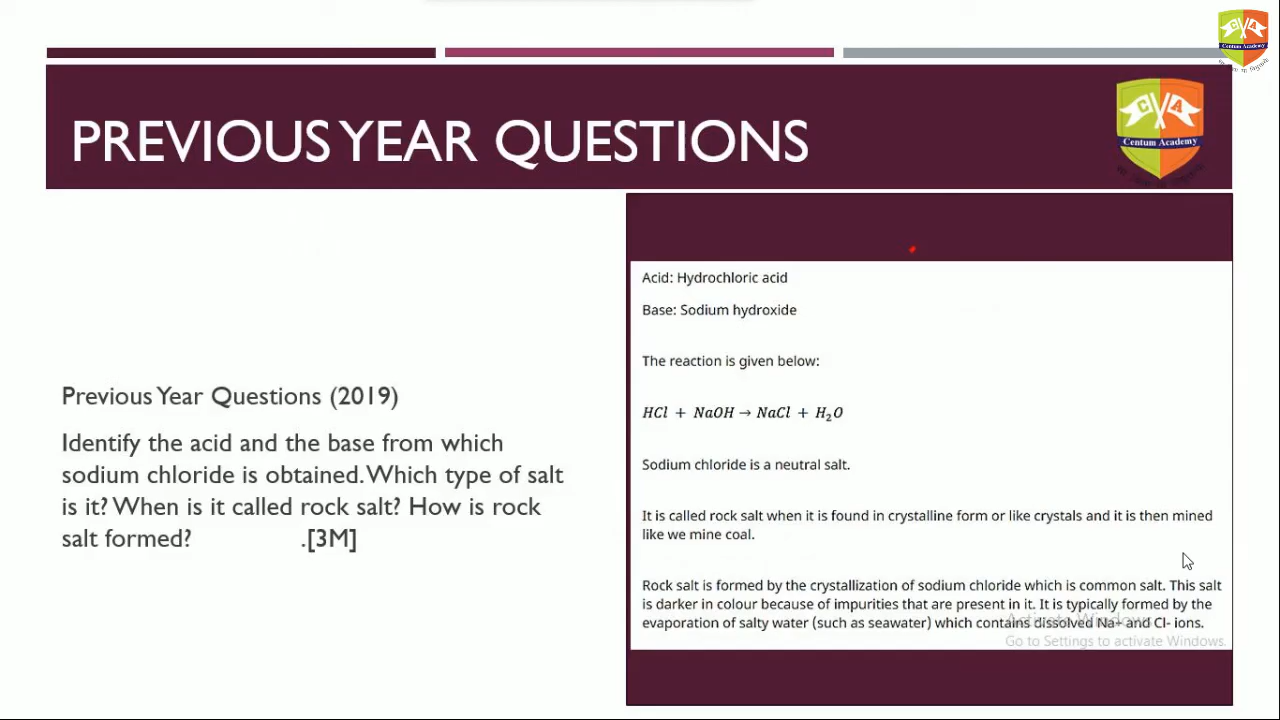 C A
Centum Academy
PREVIOUS YEAR QUESTIONS
C A
Centum Academy
Previous Year Questions (2019)
Identify the acid and the base from which
sodium chloride is obtained. Which type of salt
is it? When is it called rock salt? How is rock
salt formed? .[3M]
Acid: Hydrochloric acid
Base: Sodium hydroxide
The reaction is given below:
HCl + NaOH → NaCl + H₂O
Sodium chloride is a neutral salt.
It is called rock salt when it is found in crystalline form or like crystals and it is then mined
like we mine coal.
Rock salt is formed by the crystallization of sodium chloride which is common salt. This salt
is darker in colour because of impurities that are present in it. It is typically formed by the
evaporation of salty water (such as seawater) which contains dissolved Na+ and Cl- ions.
Activate Windows
Go to Settings to activate Windows.